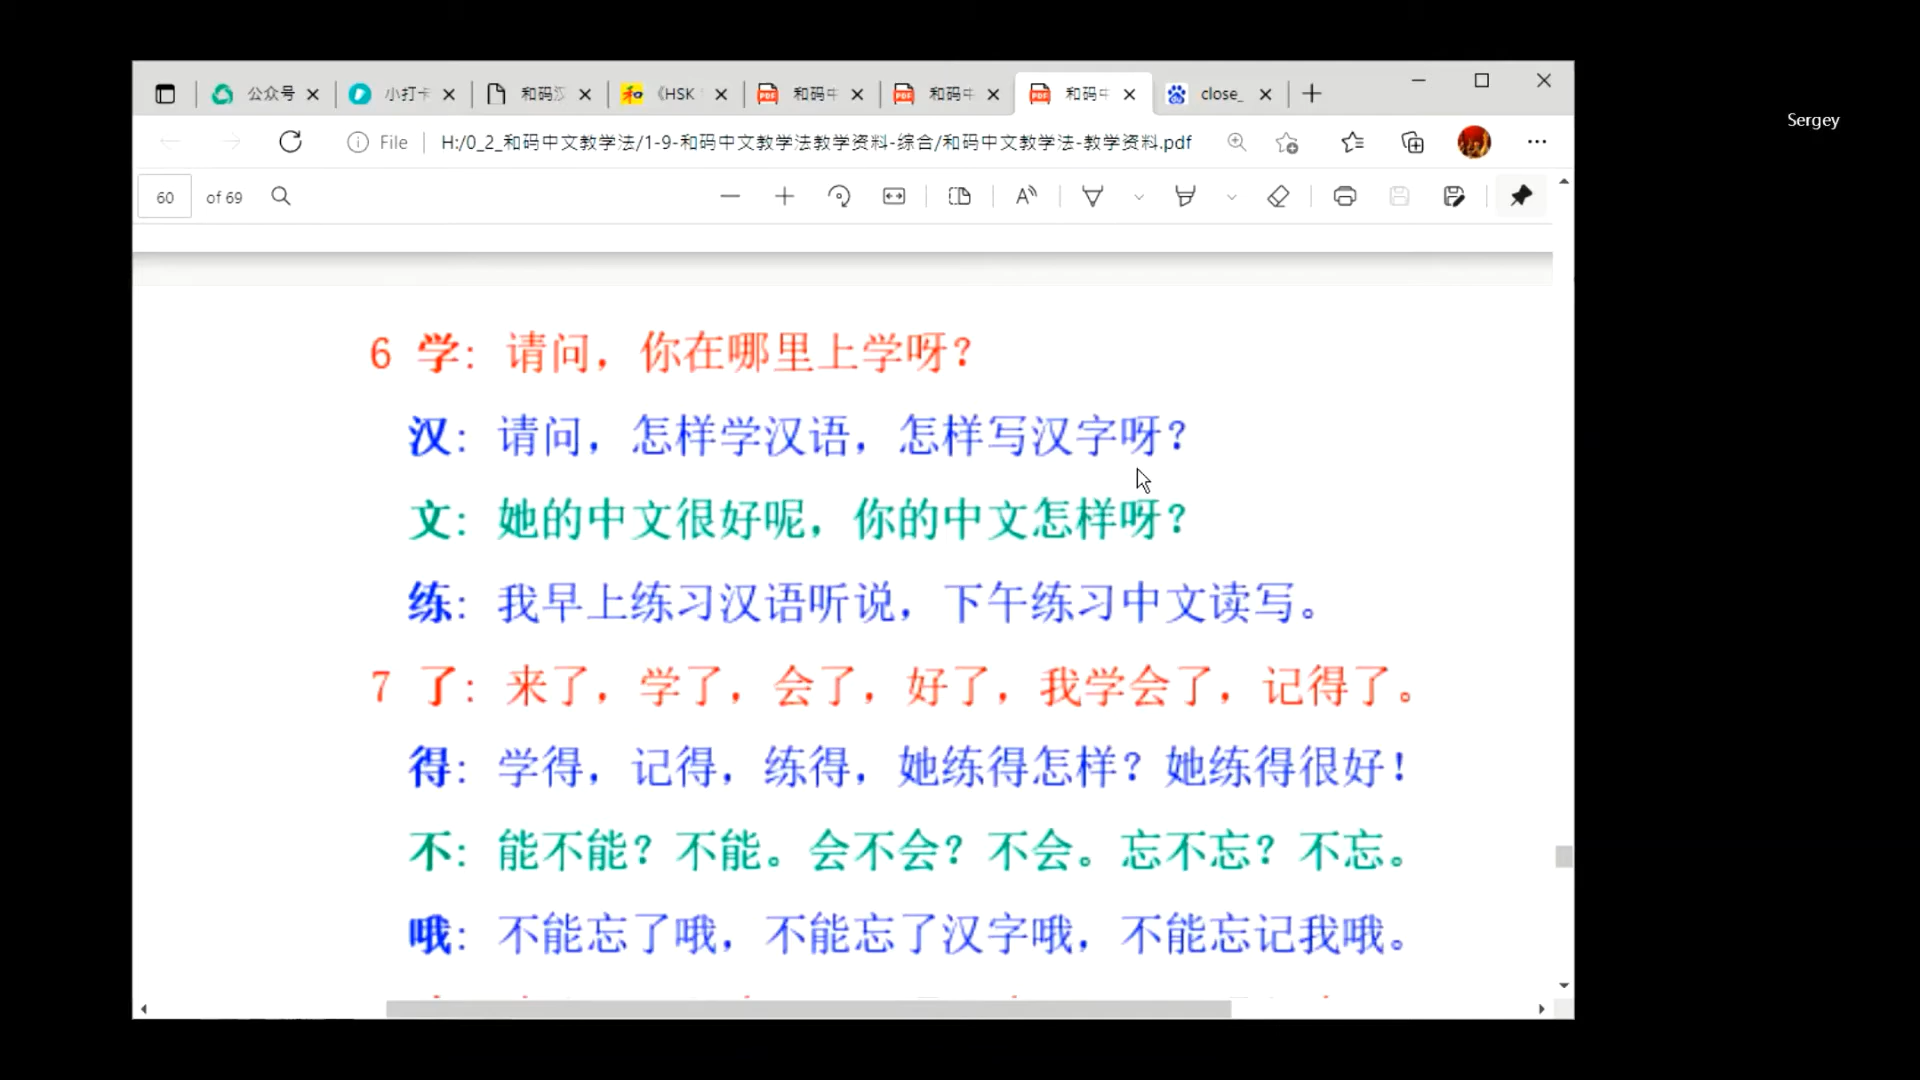 公众号
小打卡
和码汉
《HSK
和码中
和码中
和码中
close_
Sergey
File
H:/0_2_和码中文教学法/1-9-和码中文教学法教学资料-综合/和码中文教学法-教学资料.pdf
60 of 69
6 学: 请问，你在哪里上学呀？
汉: 请问，怎样学汉语，怎样写汉字呀？
文: 她的中文很好呢，你的中文怎样呀？
练: 我早上练习汉语听说，下午练习中文读写。
7 了: 来了，学了，会了，好了，我学会了，记得了。
得: 学得，记得，练得，她练得怎样？她练得很好！
不: 能不能？不能。会不会？不会。忘不忘？不忘。
哦: 不能忘了哦，不能忘了汉字哦，不能忘记我哦。